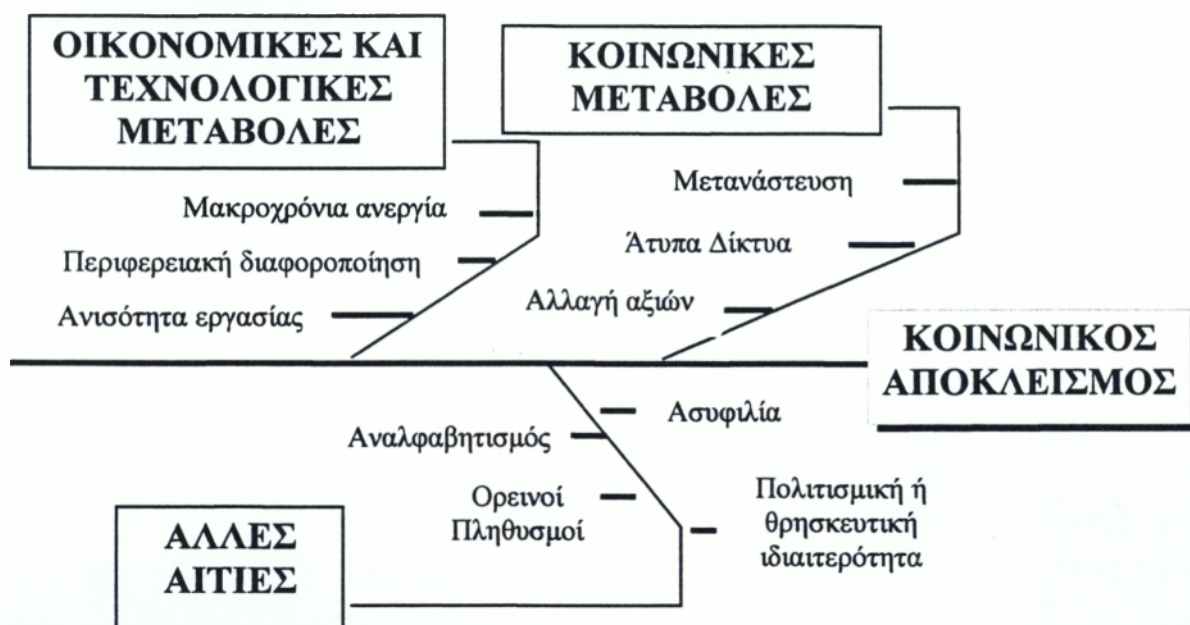 ΟΙΚΟΝΟΜΙΚΕΣ ΚΑΙ
ΤΕΧΝΟΛΟΓΙΚΕΣ
ΜΕΤΑΒΟΛΕΣ
Μακροχρόνια ανεργία
Περιφερειακή διαφοροποίηση
Ανισότητα εργασίας
ΚΟΙΝΩΝΙΚΕΣ
ΜΕΤΑΒΟΛΕΣ
Μετανάστευση
Άτυπα Δίκτυα
Αλλαγή αξιών
ΚΟΙΝΩΝΙΚΟΣ
ΑΠΟΚΛΕΙΣΜΟΣ
Ασυφιλία
Αναλφαβητισμός
Ορεινοί
Πληθυσμοί
Πολιτισμική ή
θρησκευτική
ιδιαιτερότητα
ΑΛΛΕΣ
ΑΙΤΙΕΣ